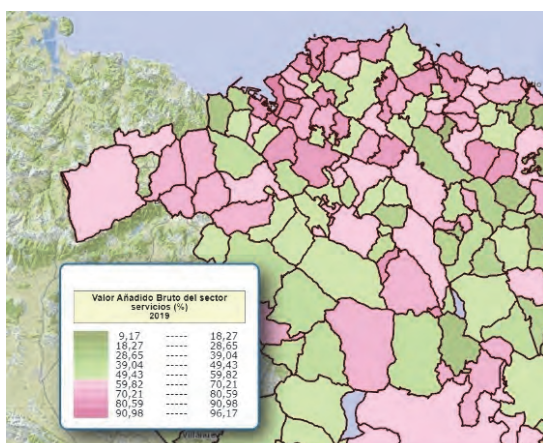 Valor Añadido Bruto del sector
servicios (%)
2019
9,17 ----- 18,27
18,27 ----- 28,65
28,65 ----- 39,04
39,04 ----- 49,43
49,43 ----- 59,82
59,82 ----- 70,21
70,21 ----- 80,59
80,59 ----- 90,98
90,98 ----- 96,17